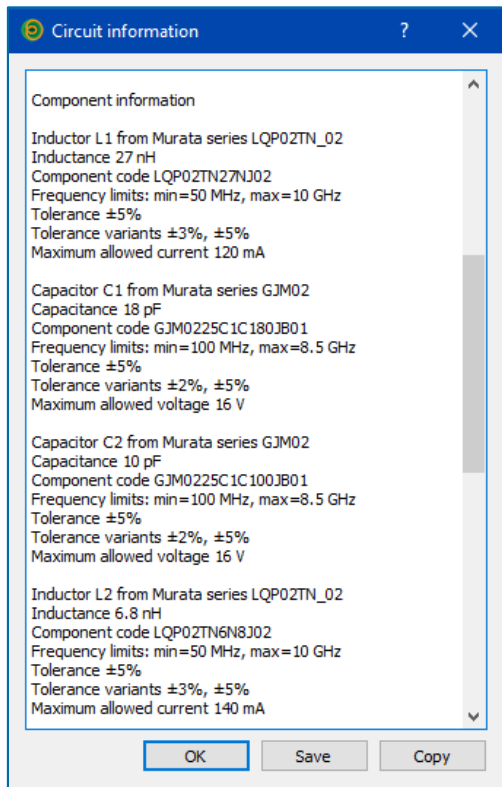 Circuit information
?
Component information
Inductor L1 from Murata series LQP02TN_02
Inductance 27 nH
Component code LQP02TN27NJ02
Frequency limits: min=50 MHz, max=10 GHz
Tolerance ±5%
Tolerance variants ±3%, ±5%
Maximum allowed current 120 mA
Capacitor C1 from Murata series GJM02
Capacitance 18 pF
Component code GJM0225C1C180JB01
Frequency limits: min=100 MHz, max=8.5 GHz
Tolerance ±5%
Tolerance variants ±2%, ±5%
Maximum allowed voltage 16 V
Capacitor C2 from Murata series GJM02
Capacitance 10 pF
Component code GJM0225C1C100JB01
Frequency limits: min=100 MHz, max=8.5 GHz
Tolerance ±5%
Tolerance variants ±2%, ±5%
Maximum allowed voltage 16 V
Inductor L2 from Murata series LQP02TN_02
Inductance 6.8 nH
Component code LQP02TN6N8J02
Frequency limits: min=50 MHz, max=10 GHz
Tolerance ±5%
Tolerance variants ±3%, ±5%
Maximum allowed current 140 mA
OK Save Copy